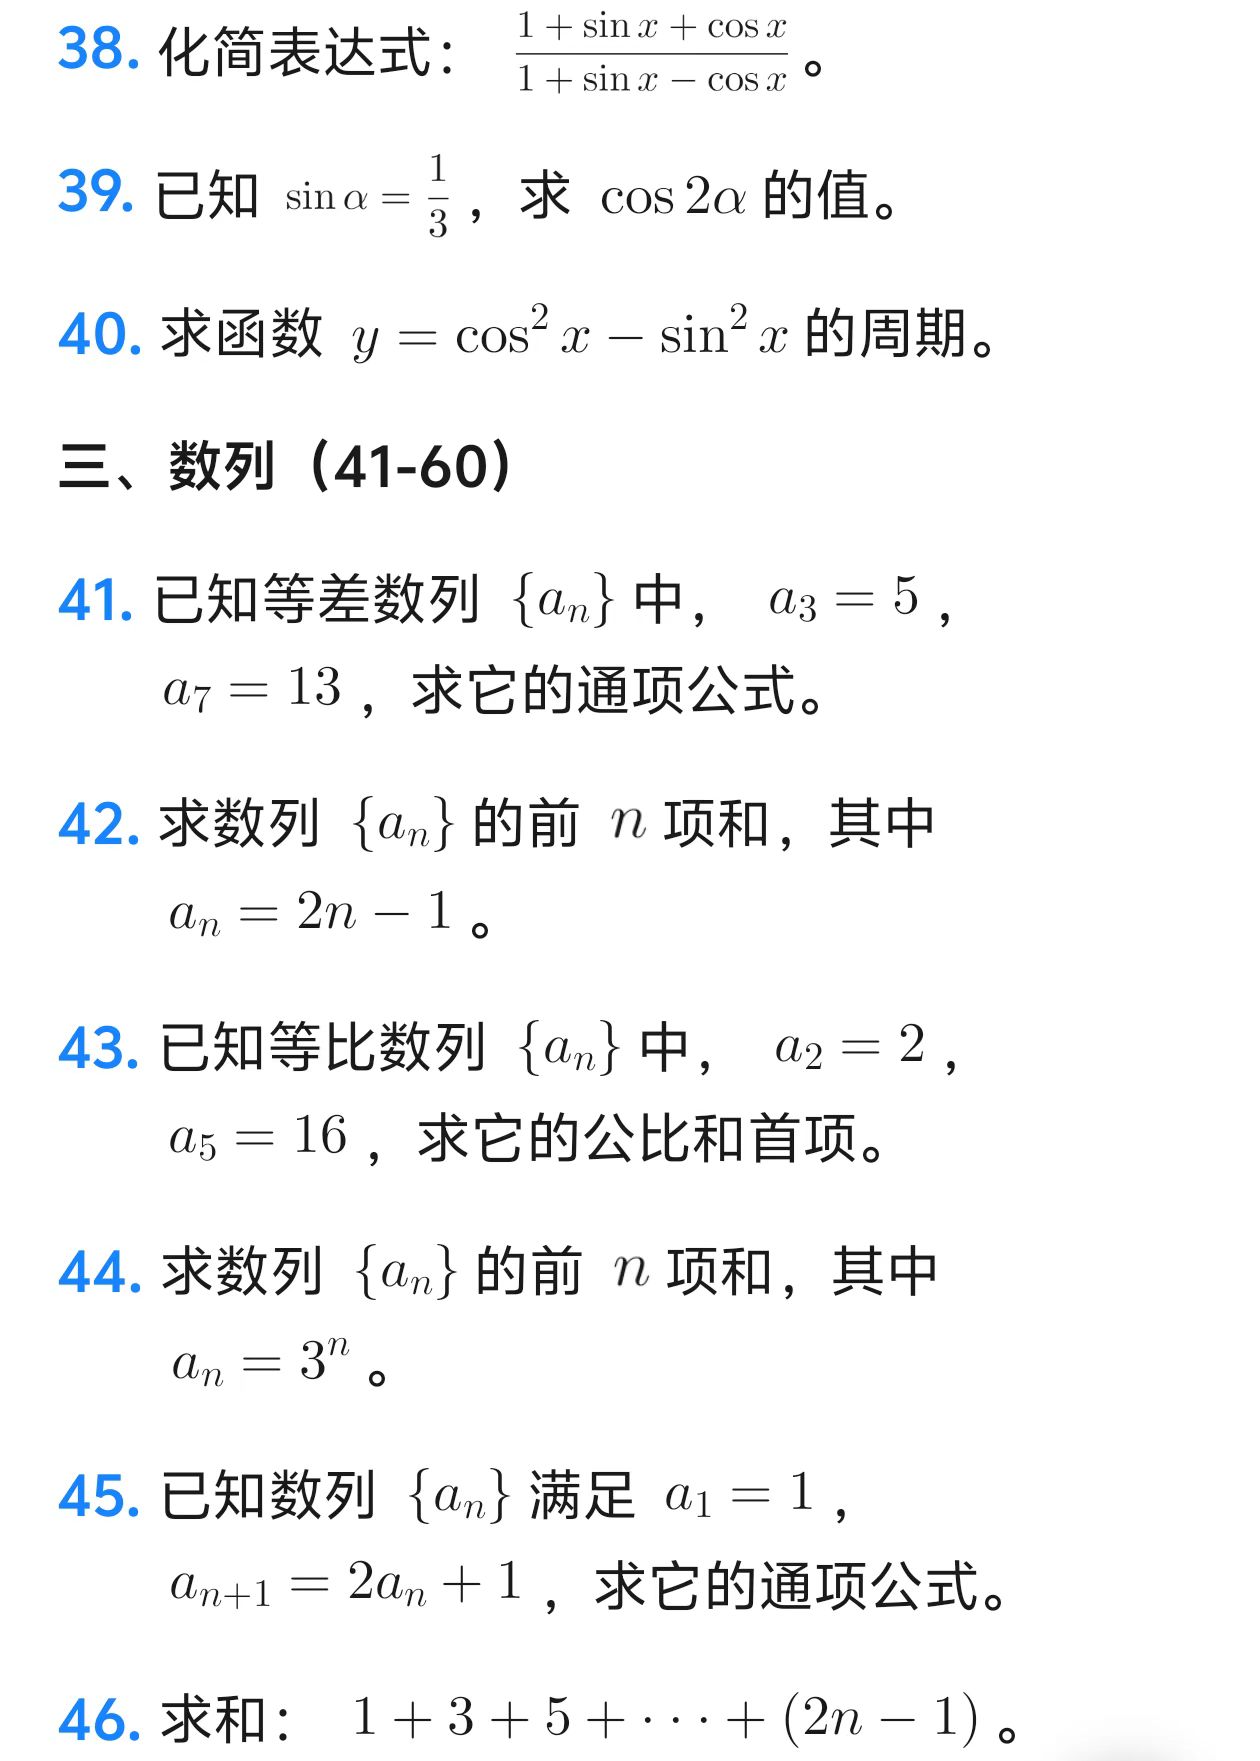 38. 化简表达式： $\frac{1 + \sin x + \cos x}{1 + \sin x - \cos x}$ 。
39. 已知 $\sin \alpha = \frac{1}{3}$ ，求 $\cos 2\alpha$ 的值。
40. 求函数 $y = \cos^2 x - \sin^2 x$ 的周期。
三、数列（41-60）
41. 已知等差数列 $\{a_n\}$ 中， $a_3 = 5$ ，
$a_7 = 13$ ，求它的通项公式。
42. 求数列 $\{a_n\}$ 的前 $n$ 项和，其中
$a_n = 2n - 1$ 。
43. 已知等比数列 $\{a_n\}$ 中， $a_2 = 2$ ，
$a_5 = 16$ ，求它的公比和首项。
44. 求数列 $\{a_n\}$ 的前 $n$ 项和，其中
$a_n = 3^n$ 。
45. 已知数列 $\{a_n\}$ 满足 $a_1 = 1$ ，
$a_{n+1} = 2a_n + 1$ ，求它的通项公式。
46. 求和： $1 + 3 + 5 + \cdots + (2n - 1)$ 。